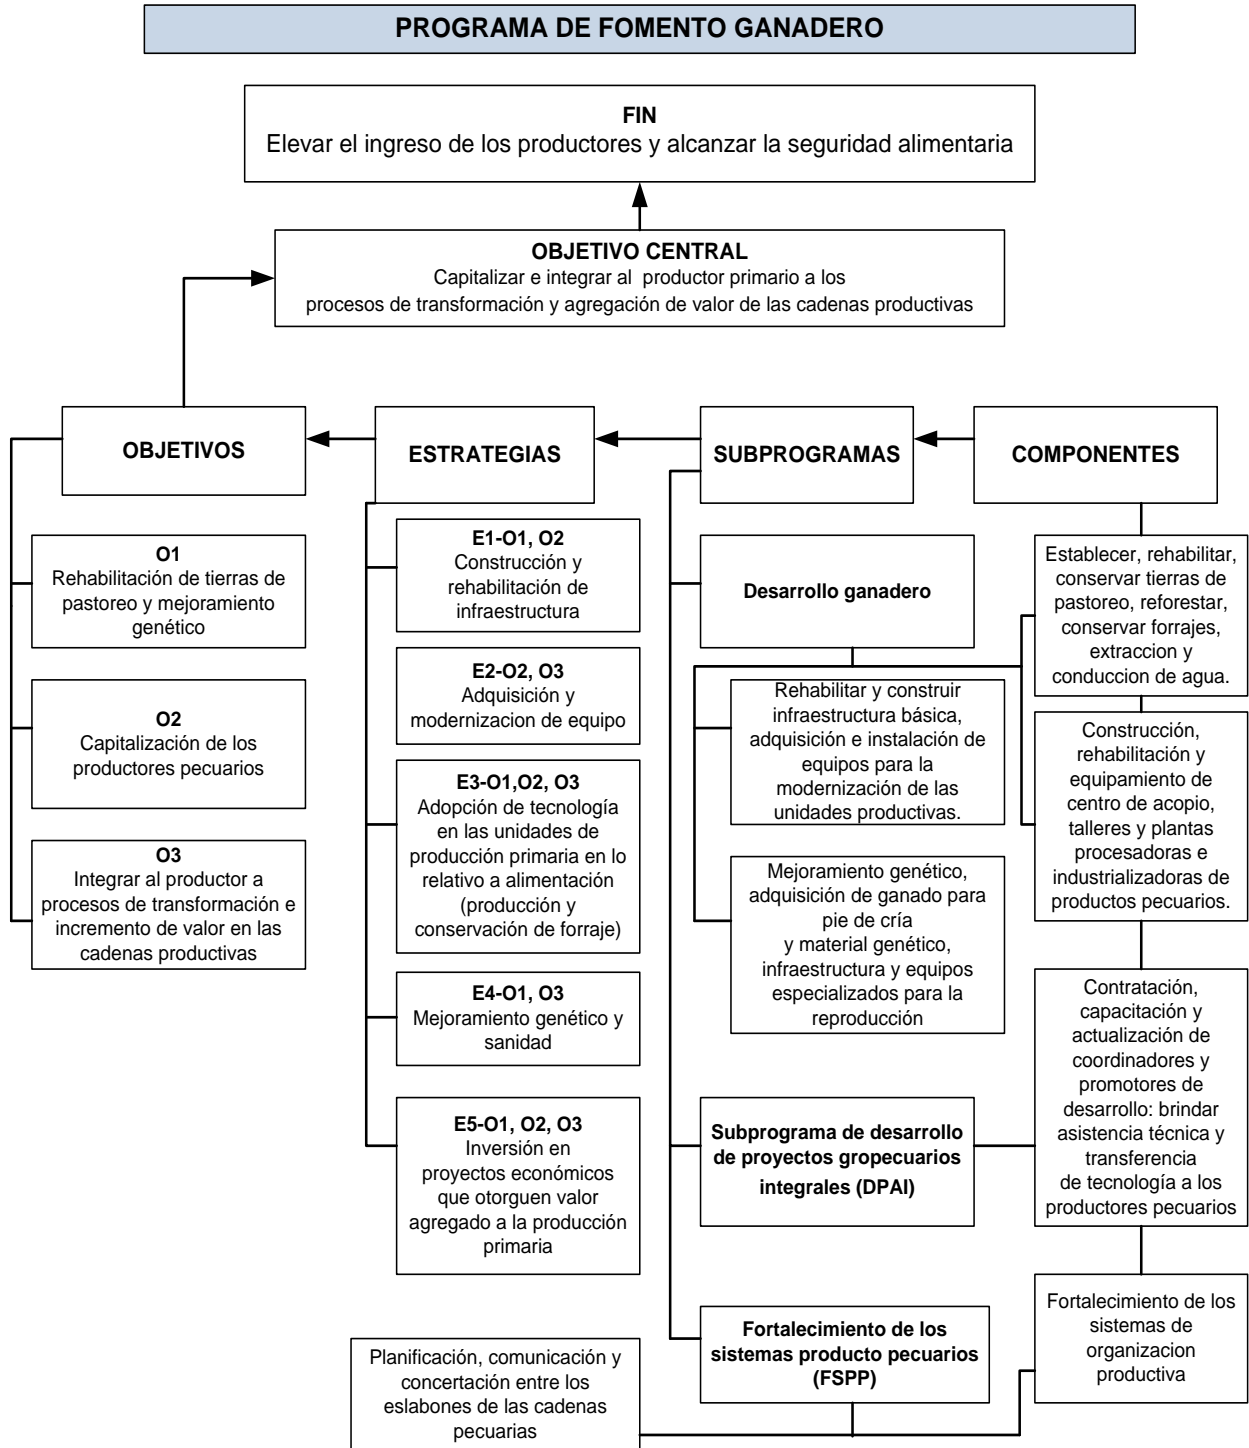 PROGRAMA DE FOMENTO GANADERO
FIN
Elevar el ingreso de los productores y alcanzar la seguridad alimentaria
OBJETIVO CENTRAL
Capitalizar e integrar al productor primario a los
procesos de transformación y agregación de valor de las cadenas productivas
OBJETIVOS
ESTRATEGIAS
SUBPROGRAMAS
COMPONENTES
O1
Rehabilitación de tierras de
pastoreo y mejoramiento
genético
O2
Capitalización de los
productores pecuarios
O3
Integrar al productor a
procesos de transformación e
incremento de valor en las
cadenas productivas
E1-O1, O2
Construcción y
rehabilitación de
infraestructura
E2-O2, O3
Adquisición y
modernizacion de equipo
E3-O1,O2, O3
Adopción de tecnología
en las unidades de
producción primaria en lo
relativo a alimentación
(producción y
conservación de forraje)
E4-O1, O3
Mejoramiento genético y
sanidad
E5-O1, O2, O3
Inversión en
proyectos económicos
que otorguen valor
agregado a la producción
primaria
Desarrollo ganadero
Rehabilitar y construir
infraestructura básica,
adquisición e instalación de
equipos para la
modernización de las
unidades productivas.
Mejoramiento genético,
adquisición de ganado para
pie de cría
y material genético,
infraestructura y equipos
especializados para la
reproducción
Subprograma de desarrollo
de proyectos gropecuarios
integrales (DPAI)
Fortalecimiento de los
sistemas producto pecuarios
(FSPP)
Planificación, comunicación y
concertación entre los
eslabones de las cadenas
pecuarias
Establecer, rehabilitar,
conservar tierras de
pastoreo, reforestar,
conservar forrajes,
extraccion y
conduccion de agua.
Construcción,
rehabilitación y
equipamiento de
centro de acopio,
talleres y plantas
procesadoras e
industrializadoras de
productos pecuarios.
Contratación,
capacitación y
actualización de
coordinadores y
promotores de
desarrollo: brindar
asistencia técnica y
transferencia
de tecnología a los
productores pecuarios
Fortalecimiento de los
sistemas de
organizacion
productiva